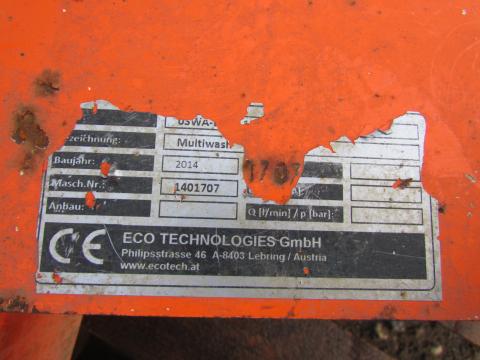 USWA-
zeichnung: Multiwash
Baujahr: 2014
Masch.Nr.: 1401707
1707
Anbau: Q [l/min] / p [bar]:
CE ECO TECHNOLOGIES GmbH
Philipsstrasse 46 A-8403 Lebring / Austria
www.ecotech.at